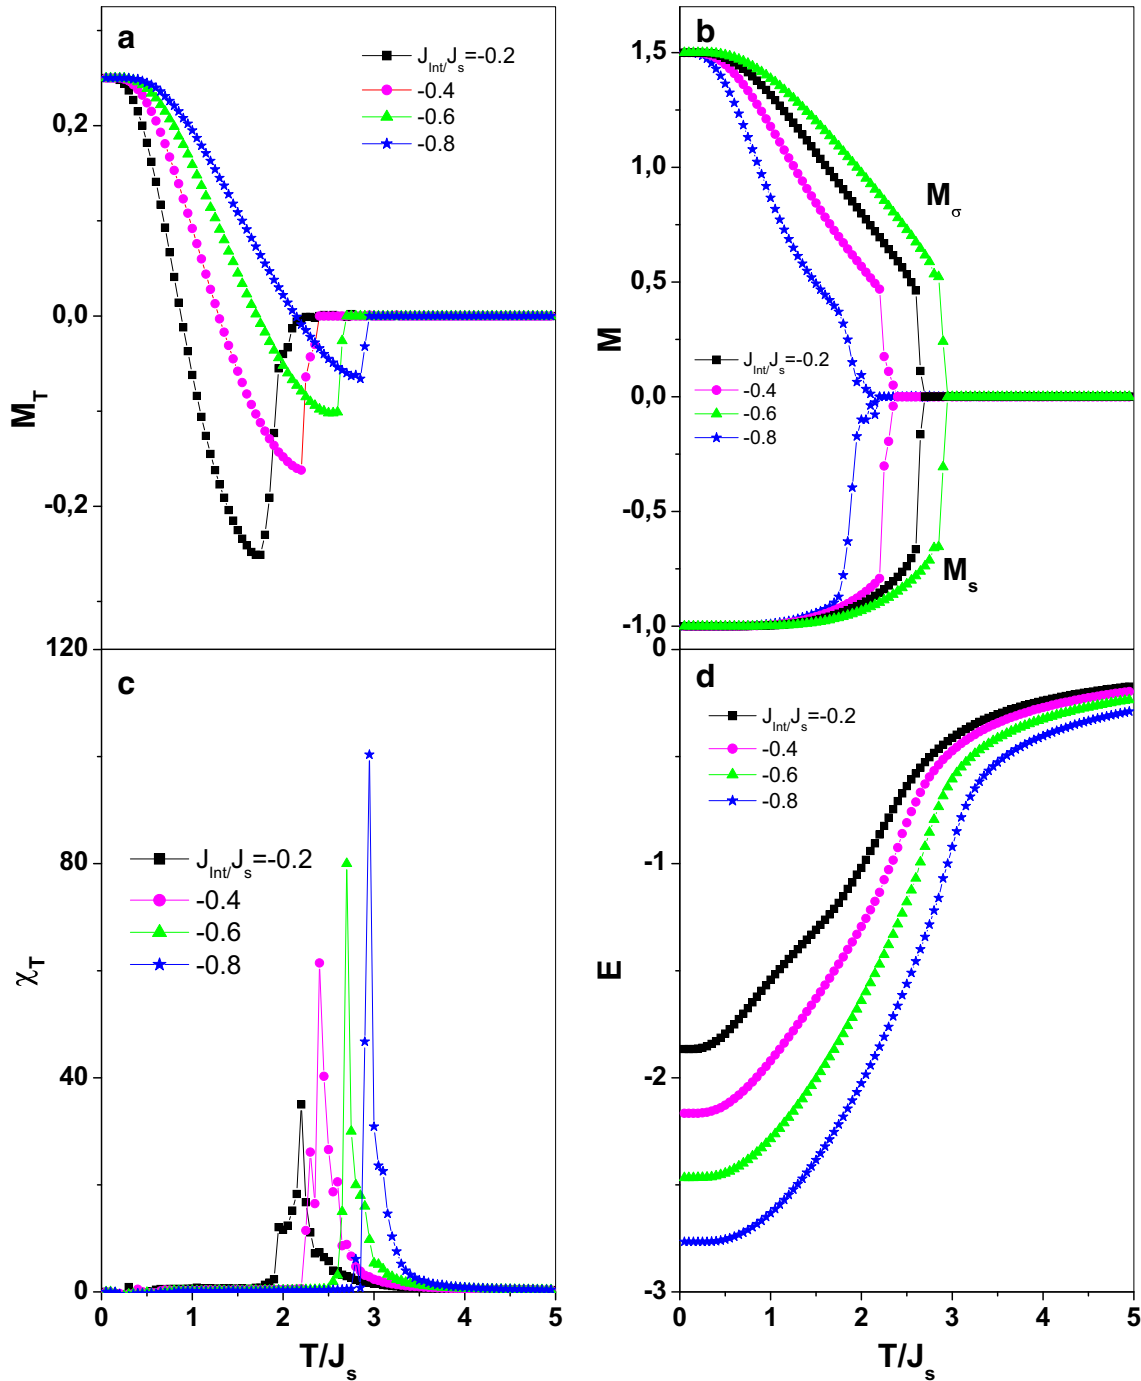 a
J_Int/J_s=-0.2
-0.4
-0.6
-0.8
0,2
0,0
-0,2
M_T
b
1,5
1,0
0,5
0,0
-0,5
-1,0
M
M_σ
M_s
J_Int/J_s=-0.2
-0.4
-0.6
-0.8
c
120
80
40
0
χ_T
J_Int/J_s=-0.2
-0.4
-0.6
-0.8
0 1 2 3 4 5
T/J_s
d
0
-1
-2
-3
E
J_Int/J_s=-0.2
-0.4
-0.6
-0.8
0 1 2 3 4 5
T/J_s